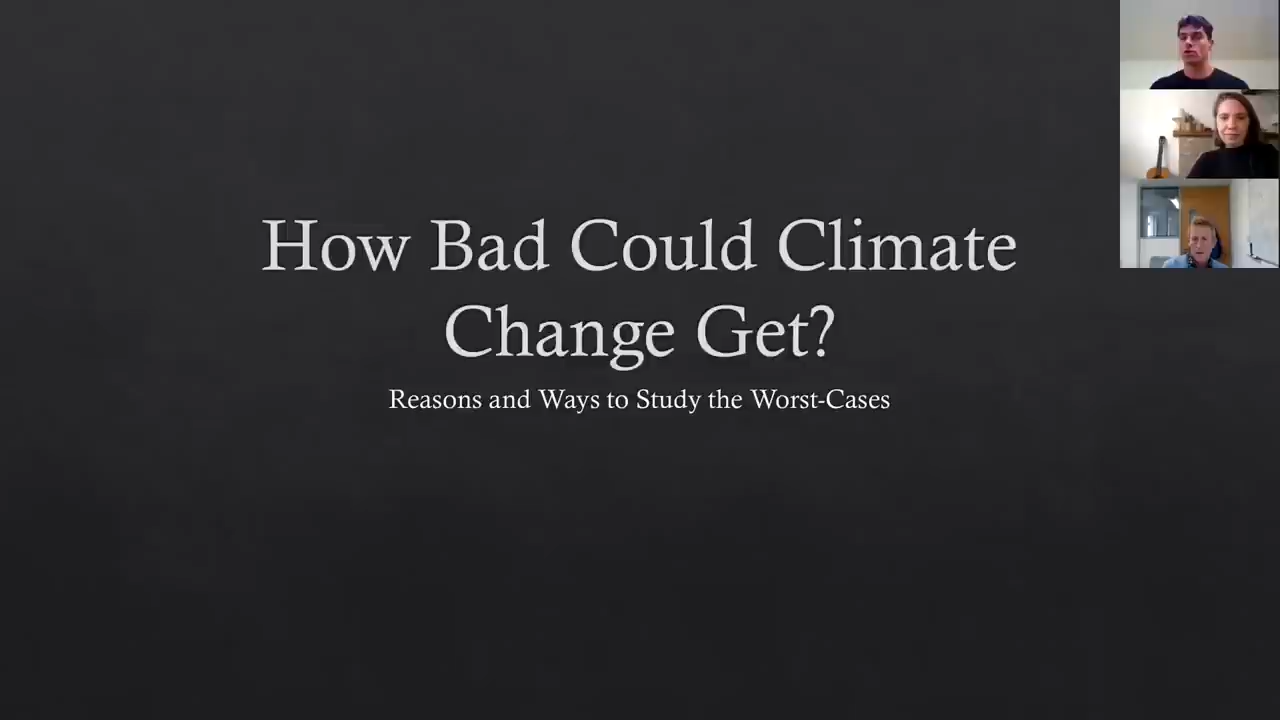 How Bad Could Climate
Change Get?
Reasons and Ways to Study the Worst-Cases